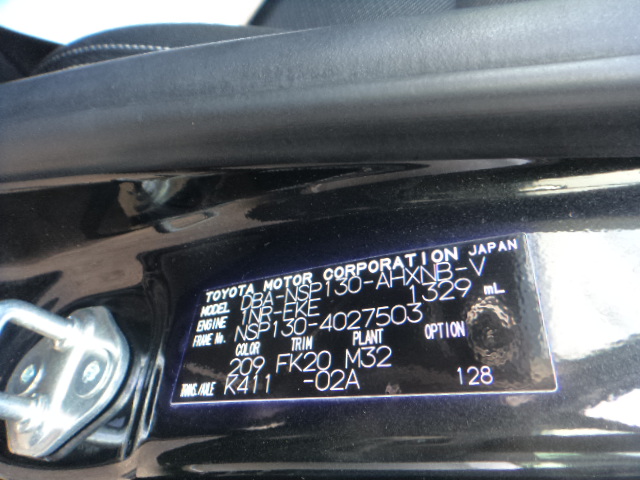 TOYOTA MOTOR CORPORATION JAPAN
MODEL DBA-NSP130-AHXNB-V
ENGINE 1NR-FKE 1329 mL
FRAME No. NSP130-4027503
COLOR TRIM PLANT OPTION
209 FK20 M32
TRANS./AXLE K411 -02A 128